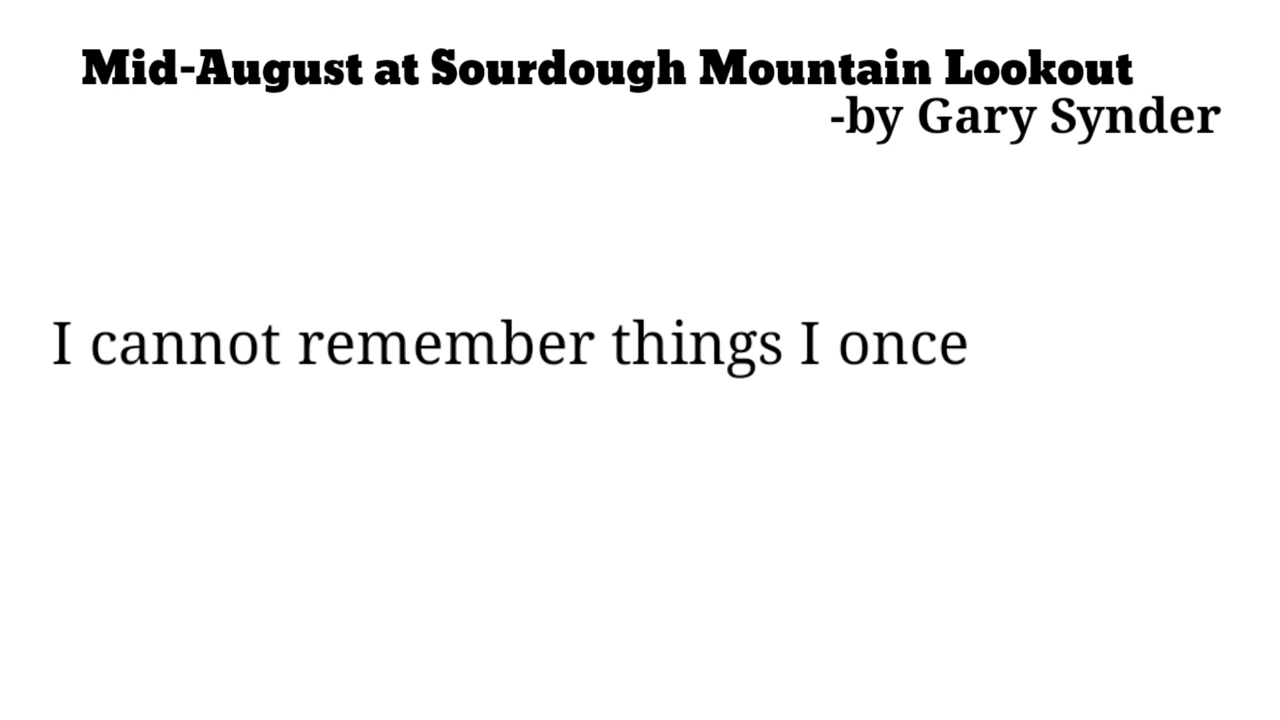 Mid-August at Sourdough Mountain Lookout
-by Gary Synder
I cannot remember things I once